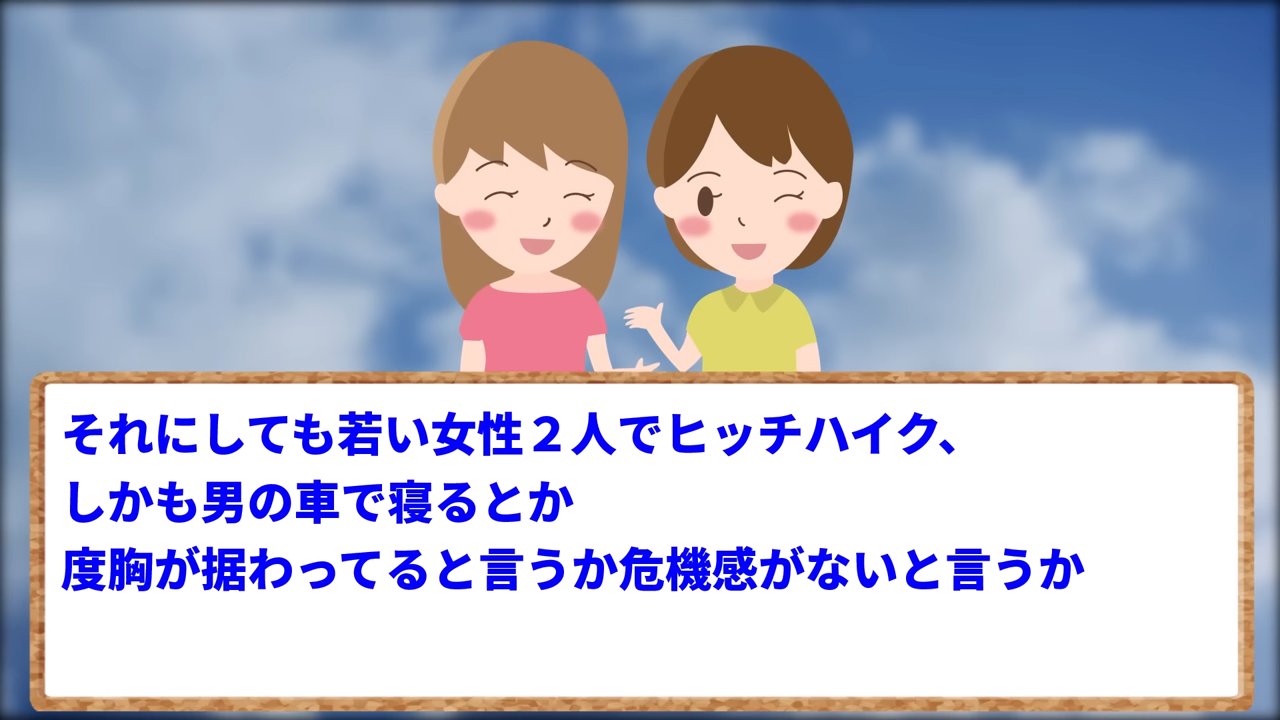 それにしても若い女性２人でヒッチハイク、
しかも男の車で寝るとか
度胸が据わってると言うか危機感がないと言うか